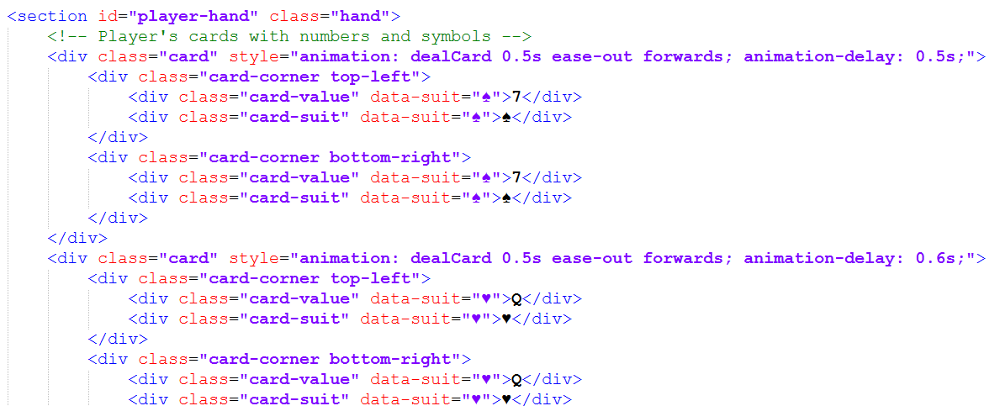 <section id="player-hand" class="hand">
    <!-- Player's cards with numbers and symbols -->
    <div class="card" style="animation: dealCard 0.5s ease-out forwards; animation-delay: 0.5s;">
        <div class="card-corner top-left">
            <div class="card-value" data-suit="♠">7</div>
            <div class="card-suit" data-suit="♠">♠</div>
        </div>
        <div class="card-corner bottom-right">
            <div class="card-value" data-suit="♠">7</div>
            <div class="card-suit" data-suit="♠">♠</div>
        </div>
    </div>
    <div class="card" style="animation: dealCard 0.5s ease-out forwards; animation-delay: 0.6s;">
        <div class="card-corner top-left">
            <div class="card-value" data-suit="♥">Q</div>
            <div class="card-suit" data-suit="♥">♥</div>
        </div>
        <div class="card-corner bottom-right">
            <div class="card-value" data-suit="♥">Q</div>
            <div class="card-suit" data-suit="♥">♥</div>